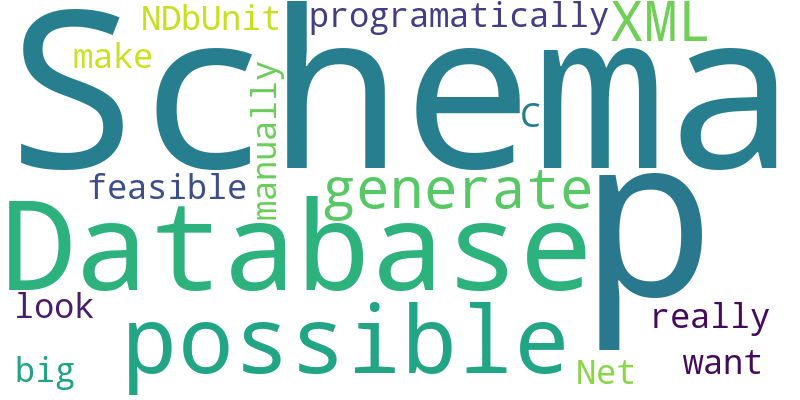 NDbUnit programatically XML
make
Schema
manually
C
feasible generate
p
Database
look
possible
really
big
Net
want